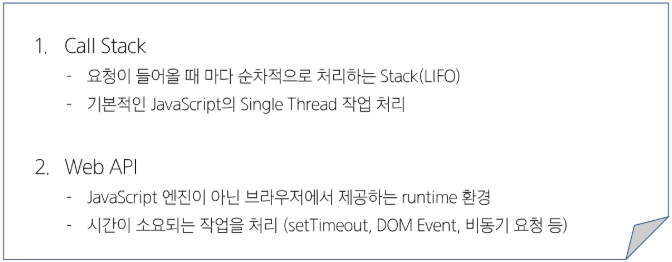 1. Call Stack
- 요청이 들어올 때 마다 순차적으로 처리하는 Stack(LIFO)
- 기본적인 JavaScript의 Single Thread 작업 처리
2. Web API
- JavaScript 엔진이 아닌 브라우저에서 제공하는 runtime 환경
- 시간이 소요되는 작업을 처리 (setTimeout, DOM Event, 비동기 요청 등)